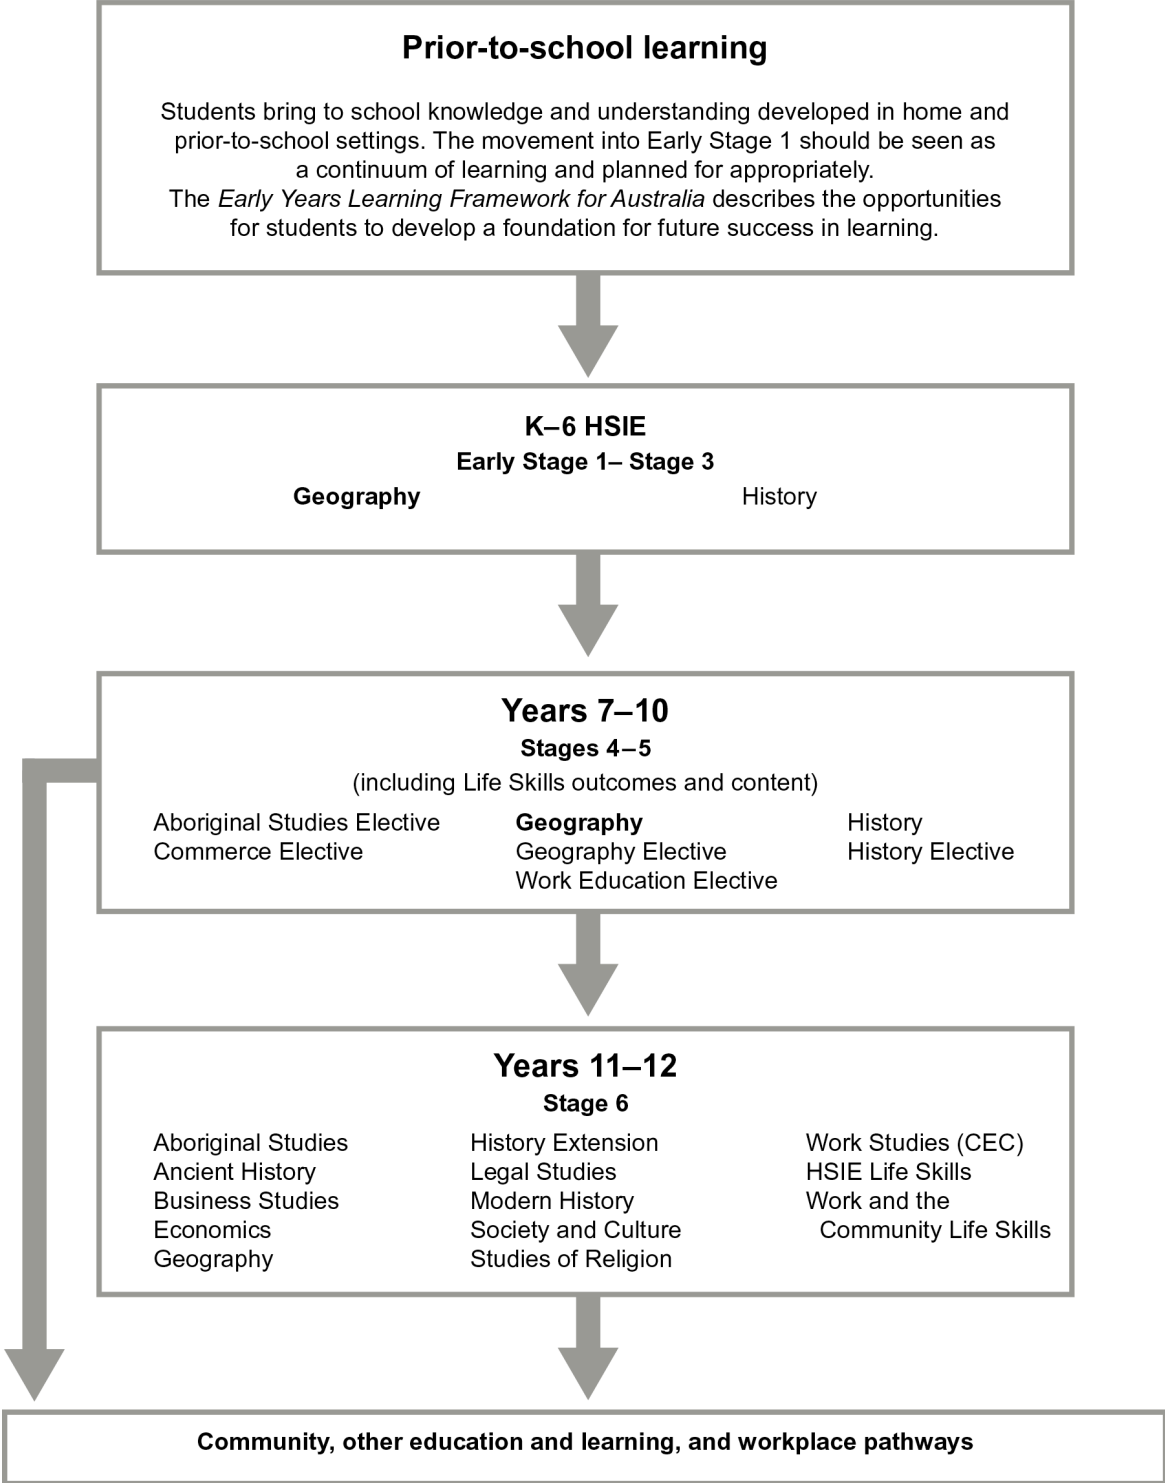 Prior-to-school learning
Students bring to school knowledge and understanding developed in home and
prior-to-school settings. The movement into Early Stage 1 should be seen as
a continuum of learning and planned for appropriately.
The Early Years Learning Framework for Australia describes the opportunities
for students to develop a foundation for future success in learning.
K–6 HSIE
Early Stage 1– Stage 3
Geography
History
Years 7–10
Stages 4–5
(including Life Skills outcomes and content)
Aboriginal Studies Elective
Commerce Elective
Geography
Geography Elective
Work Education Elective
History
History Elective
Years 11–12
Stage 6
Aboriginal Studies
Ancient History
Business Studies
Economics
Geography
History Extension
Legal Studies
Modern History
Society and Culture
Studies of Religion
Work Studies (CEC)
HSIE Life Skills
Work and the
Community Life Skills
Community, other education and learning, and workplace pathways